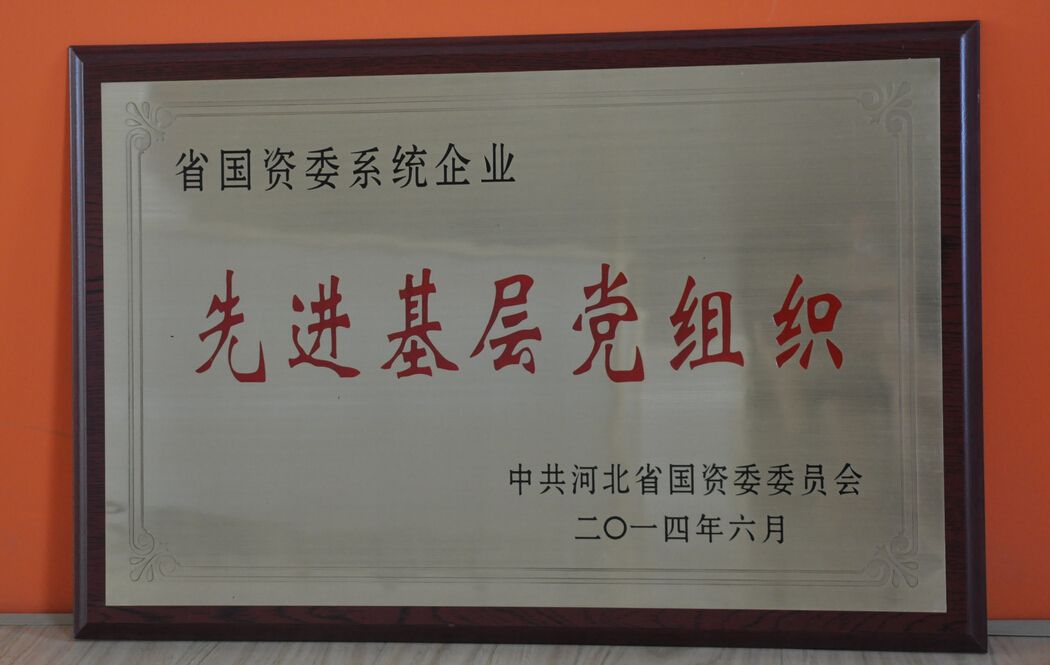 省国资委系统企业
先进基层党组织
中共河北省国资委委员会
二〇一四年六月